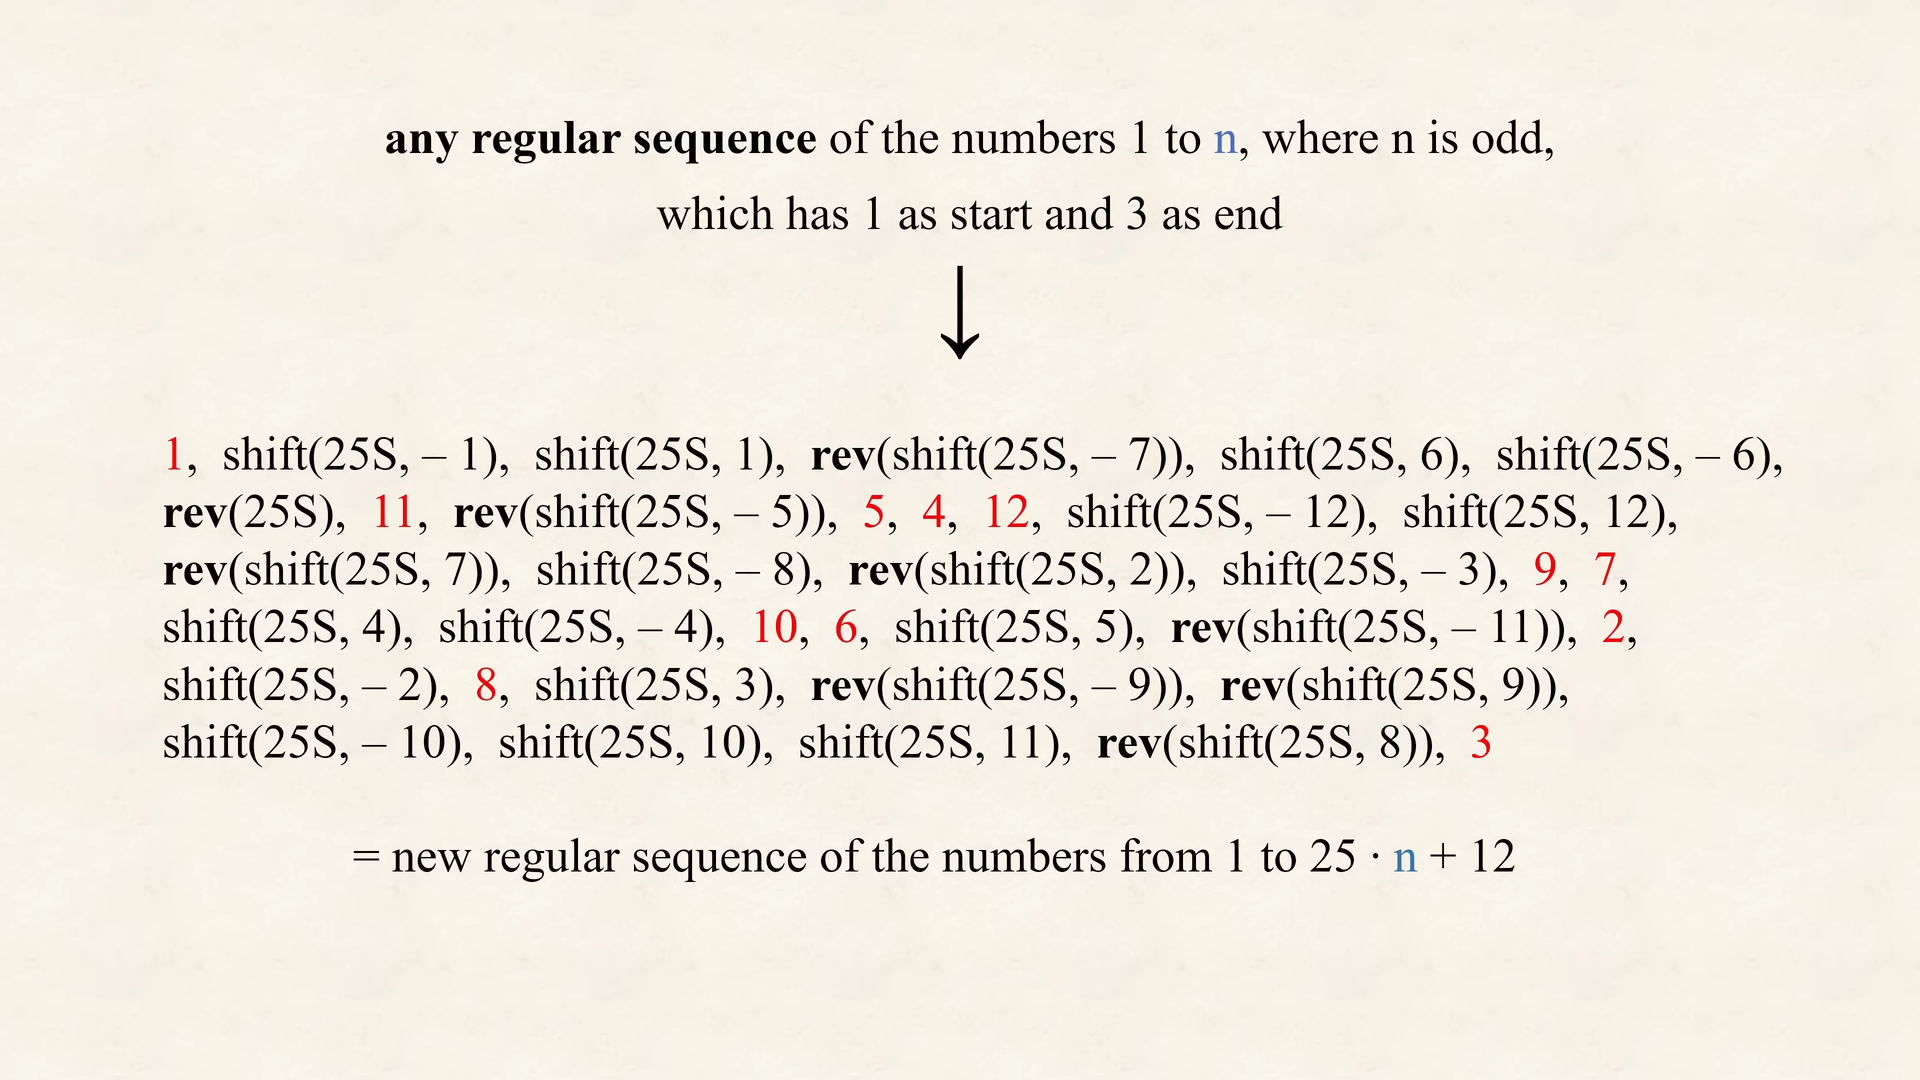 any regular sequence of the numbers 1 to n, where n is odd,
which has 1 as start and 3 as end
↓
1, shift(25S, – 1), shift(25S, 1), rev(shift(25S, – 7)), shift(25S, 6), shift(25S, – 6),
rev(25S), 11, rev(shift(25S, – 5)), 5, 4, 12, shift(25S, – 12), shift(25S, 12),
rev(shift(25S, 7)), shift(25S, – 8), rev(shift(25S, 2)), shift(25S, – 3), 9, 7,
shift(25S, 4), shift(25S, – 4), 10, 6, shift(25S, 5), rev(shift(25S, – 11)), 2,
shift(25S, – 2), 8, shift(25S, 3), rev(shift(25S, – 9)), rev(shift(25S, 9)),
shift(25S, – 10), shift(25S, 10), shift(25S, 11), rev(shift(25S, 8)), 3
= new regular sequence of the numbers from 1 to 25 · n + 12